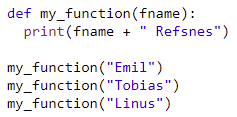 def my_function(fname):
  print(fname + " Refsnes")

my_function("Emil")
my_function("Tobias")
my_function("Linus")